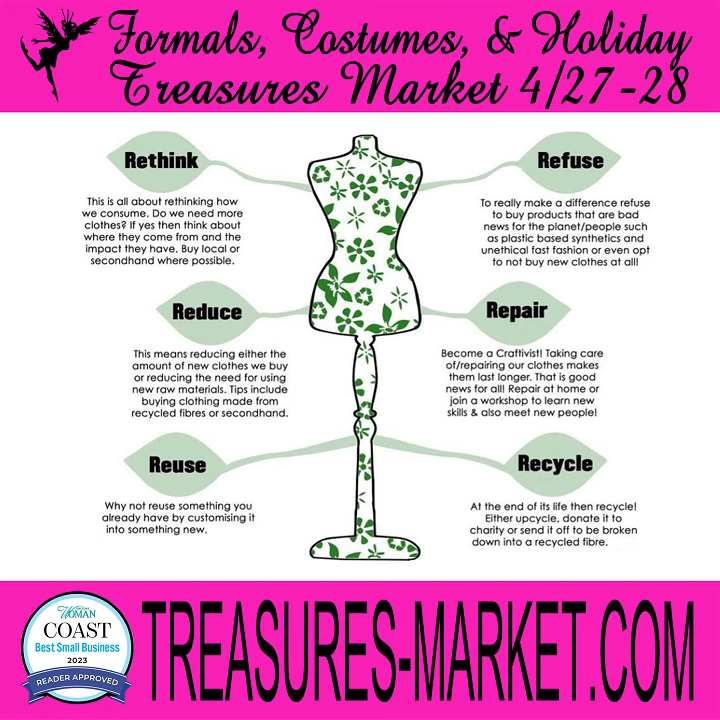 Formals, Costumes, & Holiday
Treasures Market 4/27-28
Rethink
This is all about rethinking how
we consume. Do we need more
clothes? If yes then think about
where they come from and the
impact they have. Buy local or
secondhand where possible.
Refuse
To really make a difference refuse
to buy products that are bad
news for the planet/people such
as plastic based synthetics and
unethical fast fashion or even opt
to not buy new clothes at all!
Reduce
This means reducing either the
amount of new clothes we buy
or reducing the need for using
new raw materials. Tips include
buying clothing made from
recycled fibres or secondhand.
Repair
Become a Craftivist! Taking care
of/repairing our clothes makes
them last longer. That is good
news for all! Repair at home or
join a workshop to learn new
skills & also meet new people!
Reuse
Why not reuse something you
already have by customising it
into something new.
Recycle
At the end of its life then recycle!
Either upcycle, donate it to
charity or send it off to be broken
down into a recycled fibre.
WOMAN
COAST
Best Small Business
2023
READER APPROVED
TREASURES-MARKET.COM